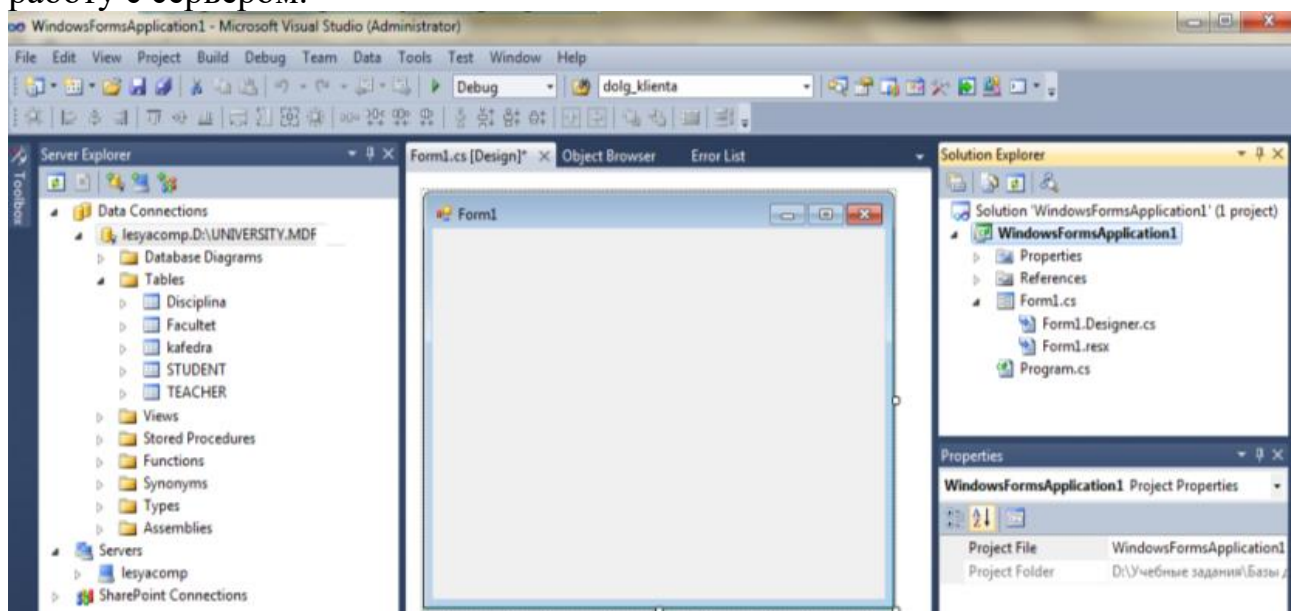 работу с сервером.
WindowsFormsApplication1 - Microsoft Visual Studio (Administrator)
File Edit View Project Build Debug Team Data Tools Test Window Help
Debug dolg_klienta
Toolbox
Server Explorer
Data Connections
lesyacomp.D:\UNIVERSITY.MDF
Database Diagrams
Tables
Disciplina
Facultet
kafedra
STUDENT
TEACHER
Views
Stored Procedures
Functions
Synonyms
Types
Assemblies
Servers
lesyacomp
SharePoint Connections
Form1.cs [Design]* Object Browser Error List
Form1
Solution Explorer
Solution 'WindowsFormsApplication1' (1 project)
WindowsFormsApplication1
Properties
References
Form1.cs
Form1.Designer.cs
Form1.resx
Program.cs
Properties
WindowsFormsApplication1 Project Properties
Project File WindowsFormsApplication1
Project Folder D:\Учебные задания\Базы